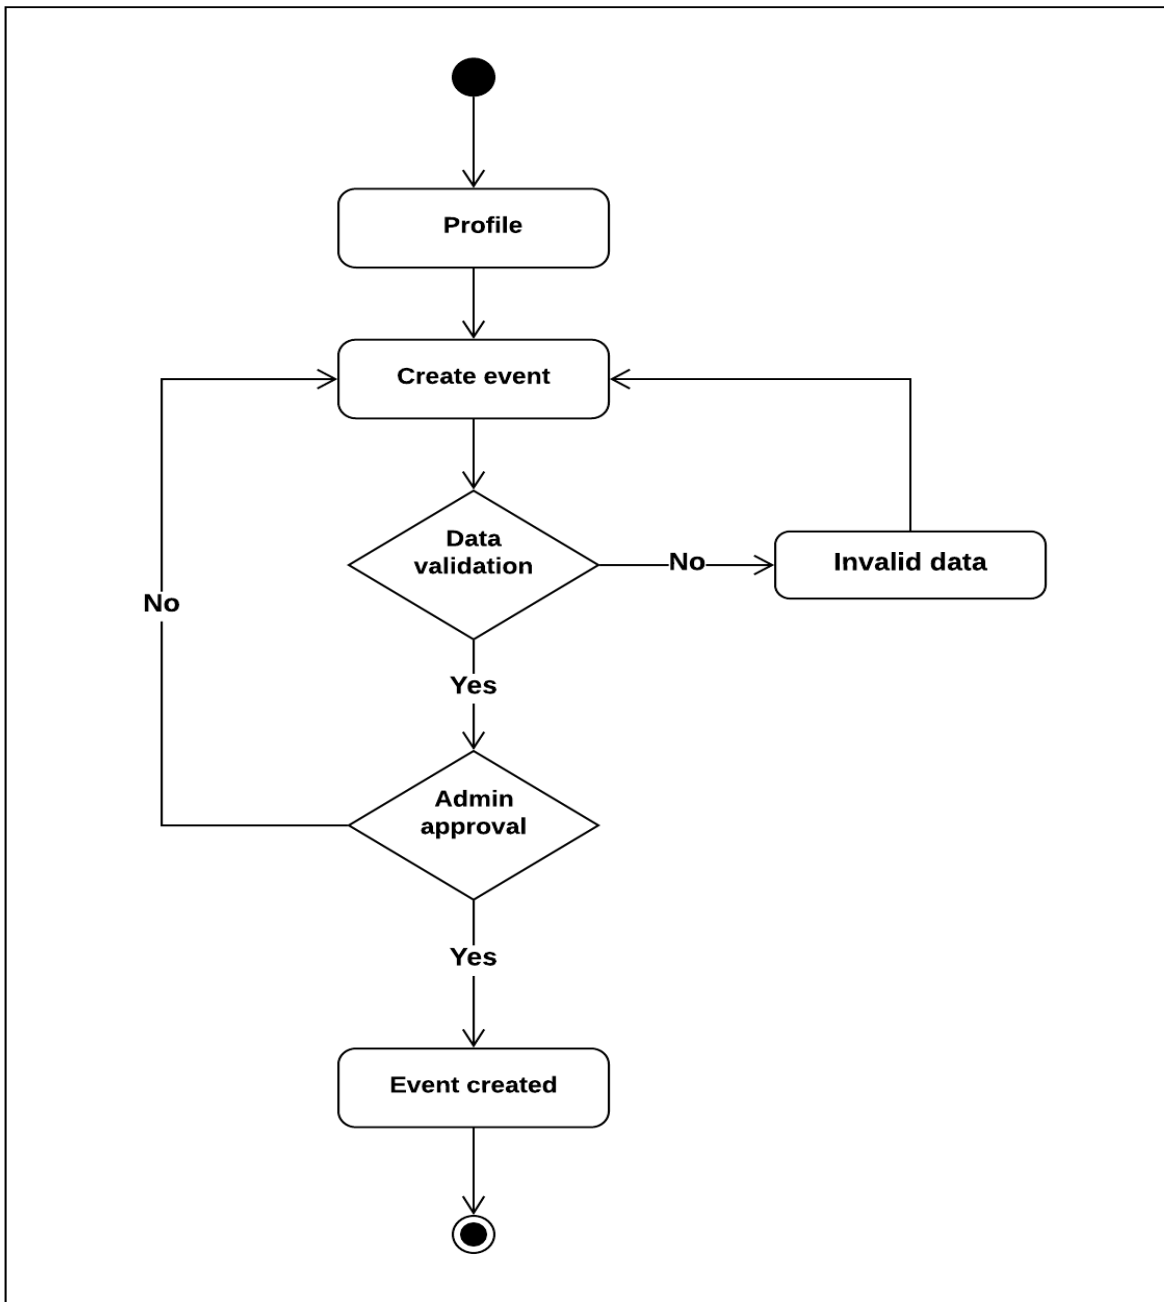 Profile
Create event
Data
validation
No
Invalid data
No
Yes
Admin
approval
Yes
Event created